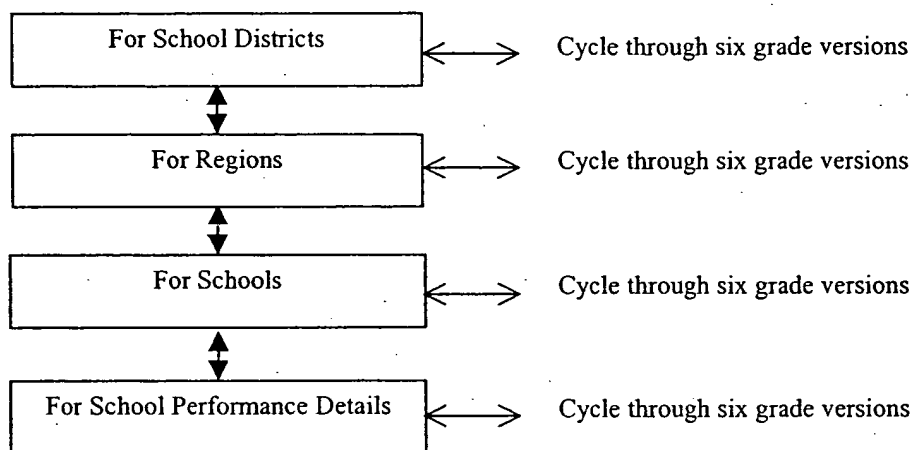 For School Districts
Cycle through six grade versions
For Regions
Cycle through six grade versions
For Schools
Cycle through six grade versions
For School Performance Details
Cycle through six grade versions